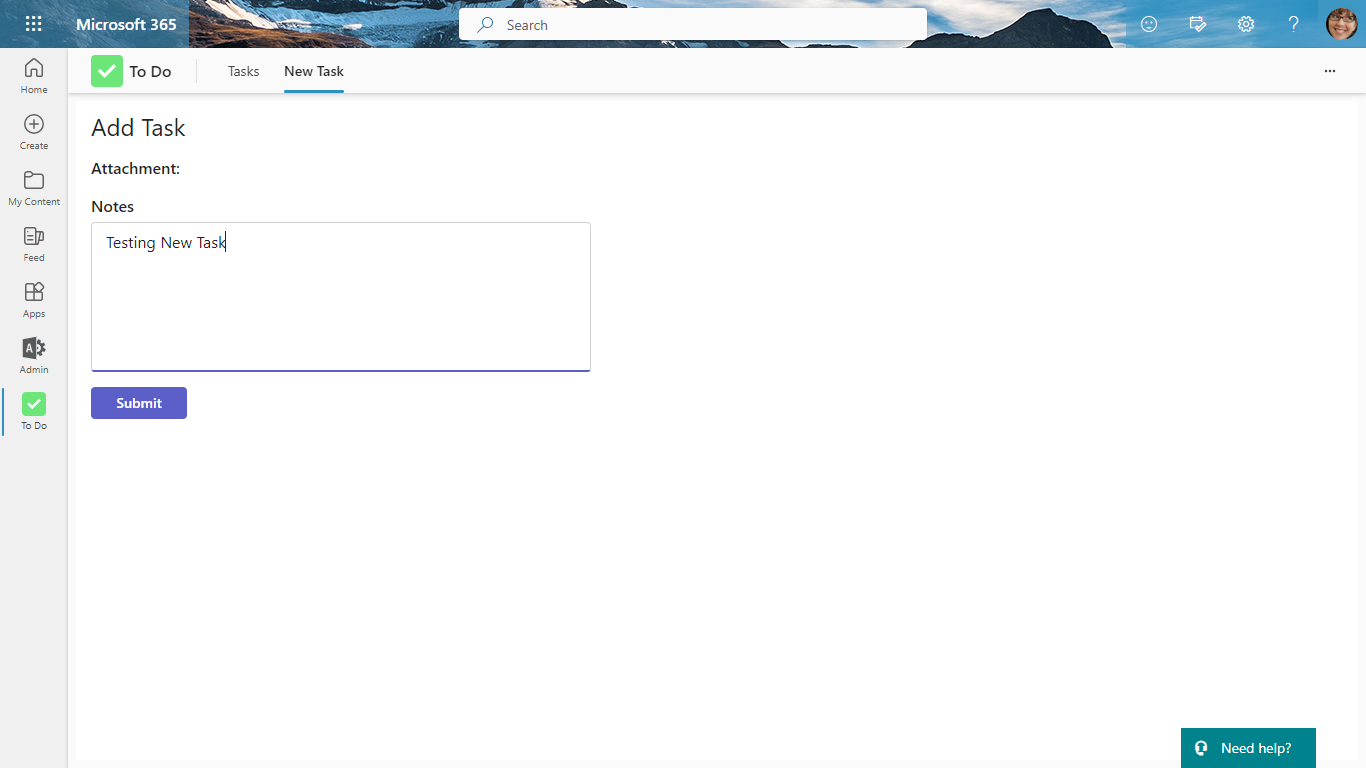 Microsoft 365
Search
?
Home
Create
My Content
Feed
Apps
A
Admin
To Do
To Do
Tasks
New Task
...
Add Task
Attachment:
Notes
Testing New Task
Submit
Need help?